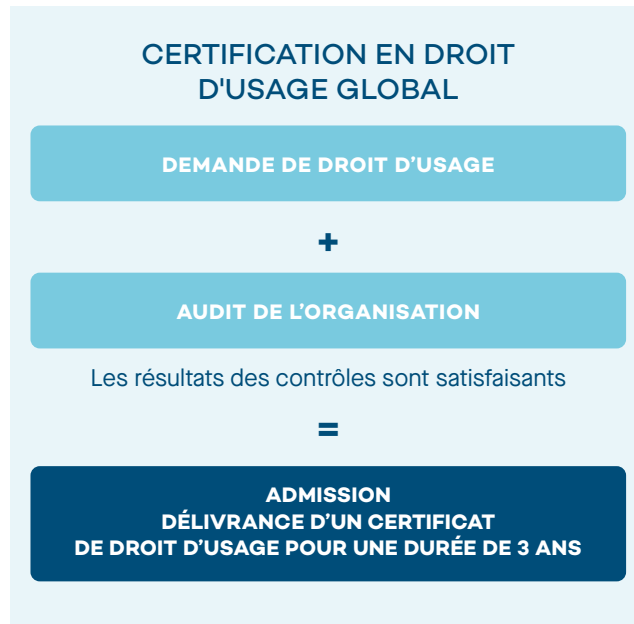 CERTIFICATION EN DROIT
D'USAGE GLOBAL
DEMANDE DE DROIT D’USAGE
+
AUDIT DE L’ORGANISATION
Les résultats des contrôles sont satisfaisants
=
ADMISSION
DÉLIVRANCE D’UN CERTIFICAT
DE DROIT D’USAGE POUR UNE DURÉE DE 3 ANS